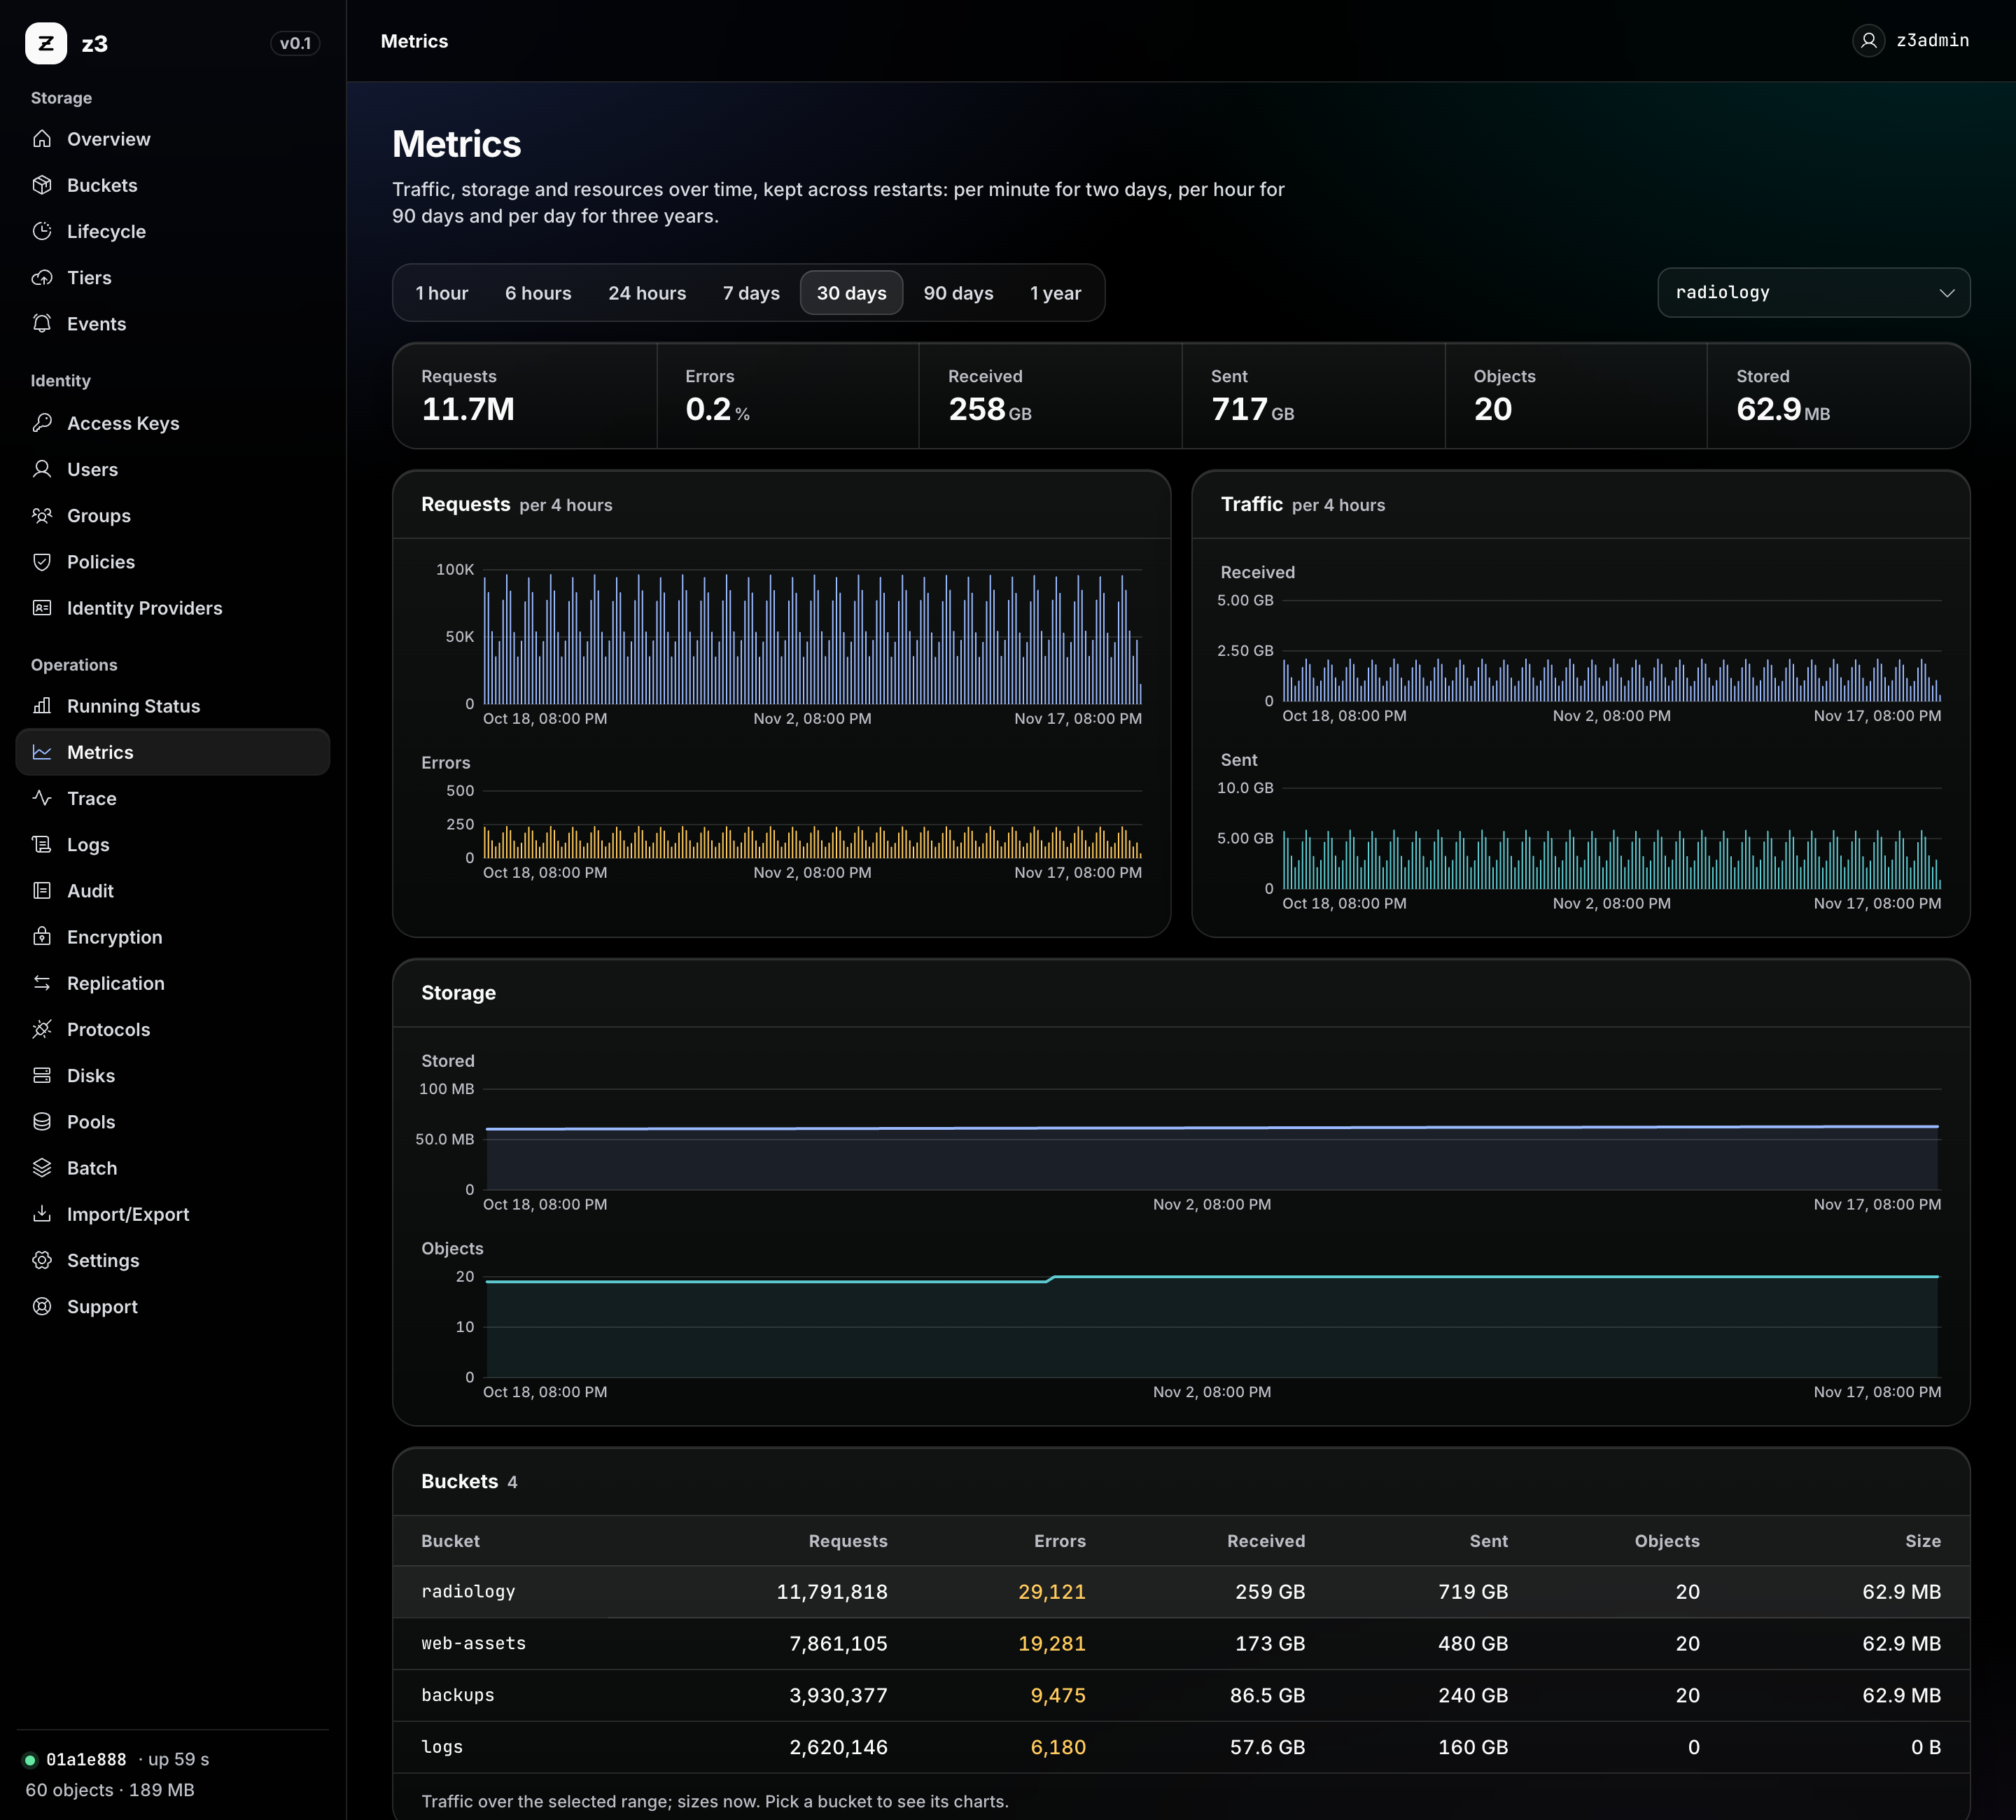 z3
v0.1
Storage
Overview
Buckets
Lifecycle
Tiers
Events
Identity
Access Keys
Users
Groups
Policies
Identity Providers
Operations
Running Status
Metrics
Trace
Logs
Audit
Encryption
Replication
Protocols
Disks
Pools
Batch
Import/Export
Settings
Support
01a1e888 · up 59 s
60 objects · 189 MB
Metrics
z3admin
Metrics
Traffic, storage and resources over time, kept across restarts: per minute for two days, per hour for
90 days and per day for three years.
1 hour 6 hours 24 hours 7 days 30 days 90 days 1 year
radiology
Requests
11.7M
Errors
0.2 %
Received
258 GB
Sent
717 GB
Objects
20
Stored
62.9 MB
Requests per 4 hours
100K
50K
0
Oct 18, 08:00 PM Nov 2, 08:00 PM Nov 17, 08:00 PM
Errors
500
250
0
Oct 18, 08:00 PM Nov 2, 08:00 PM Nov 17, 08:00 PM
Traffic per 4 hours
Received
5.00 GB
2.50 GB
0
Oct 18, 08:00 PM Nov 2, 08:00 PM Nov 17, 08:00 PM
Sent
10.0 GB
5.00 GB
0
Oct 18, 08:00 PM Nov 2, 08:00 PM Nov 17, 08:00 PM
Storage
Stored
100 MB
50.0 MB
0
Oct 18, 08:00 PM Nov 2, 08:00 PM Nov 17, 08:00 PM
Objects
20
10
0
Oct 18, 08:00 PM Nov 2, 08:00 PM Nov 17, 08:00 PM
Buckets 4
Bucket Requests Errors Received Sent Objects Size
radiology 11,791,818 29,121 259 GB 719 GB 20 62.9 MB
web-assets 7,861,105 19,281 173 GB 480 GB 20 62.9 MB
backups 3,930,377 9,475 86.5 GB 240 GB 20 62.9 MB
logs 2,620,146 6,180 57.6 GB 160 GB 0 0 B
Traffic over the selected range; sizes now. Pick a bucket to see its charts.